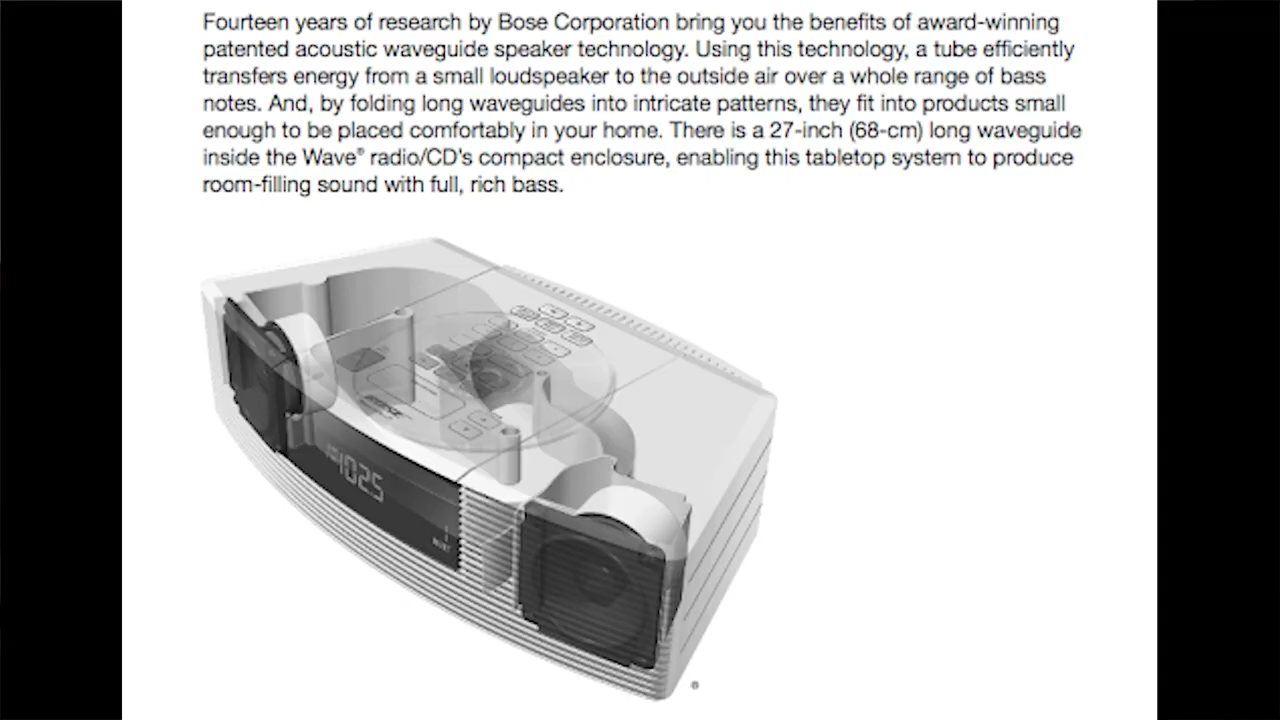 Fourteen years of research by Bose Corporation bring you the benefits of award-winning
patented acoustic waveguide speaker technology. Using this technology, a tube efficiently
transfers energy from a small loudspeaker to the outside air over a whole range of bass
notes. And, by folding long waveguides into intricate patterns, they fit into products small
enough to be placed comfortably in your home. There is a 27-inch (68-cm) long waveguide
inside the Wave® radio/CD's compact enclosure, enabling this tabletop system to produce
room-filling sound with full, rich bass.
BOSE
®